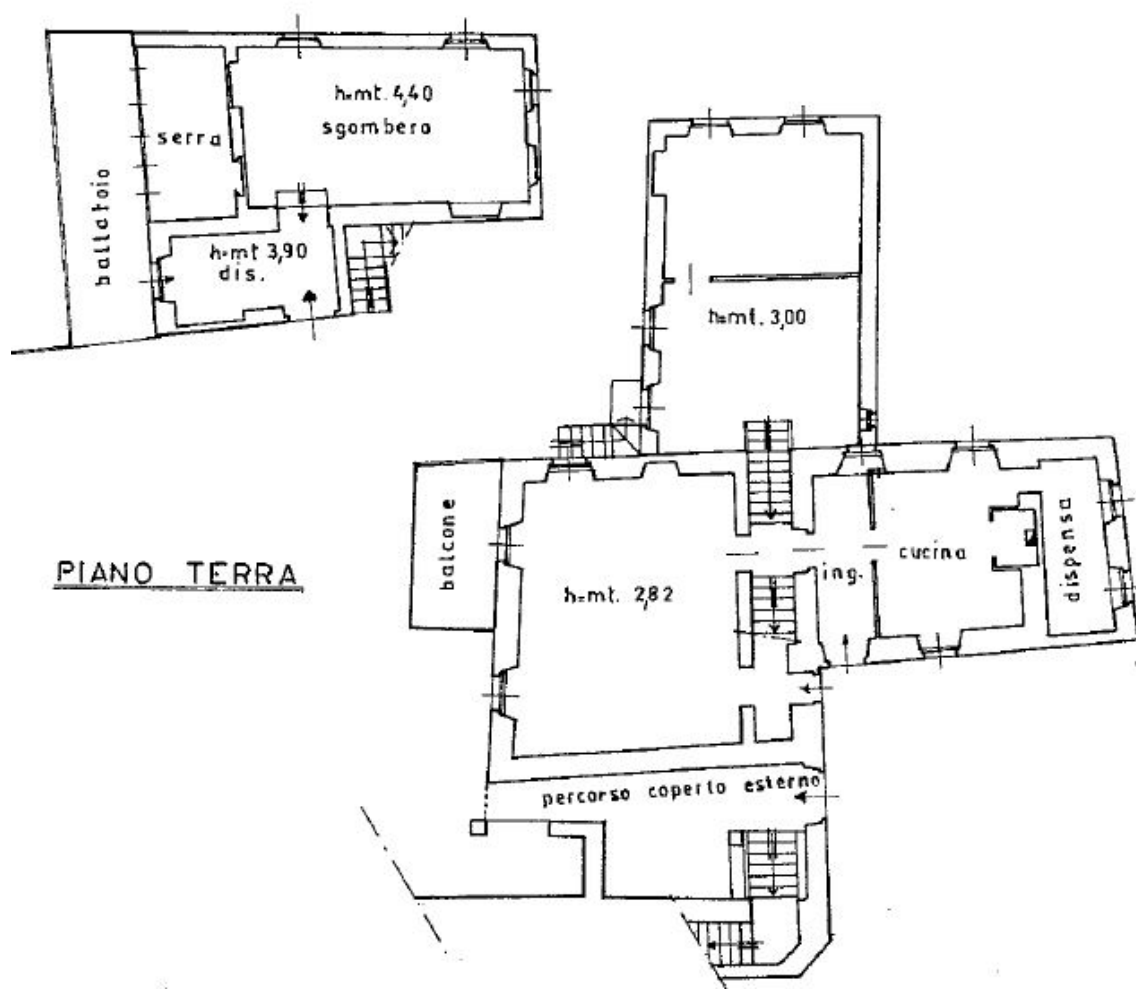 h=mt. 4,40
sgombero
serra
ballatoio
h=mt 3,90
dis.
h=mt. 3,00
balcone
PIANO TERRA
h=mt. 2,82
ing.
cucina
dispensa
percorso coperto esterno